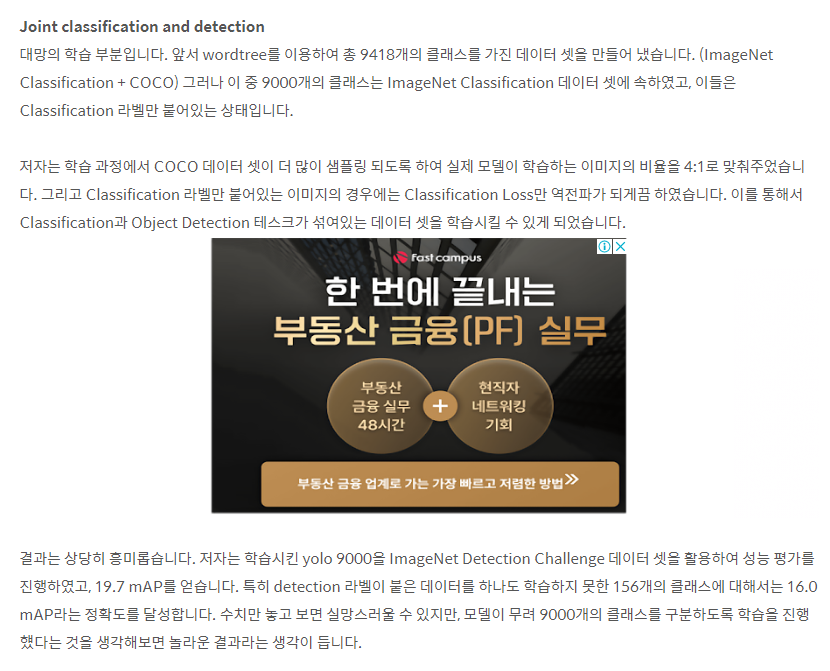 Joint classification and detection
대망의 학습 부분입니다. 앞서 wordtree를 이용하여 총 9418개의 클래스를 가진 데이터 셋을 만들어 냈습니다. (ImageNet
Classification + COCO) 그러나 이 중 9000개의 클래스는 ImageNet Classification 데이터 셋에 속하였고, 이들은
Classification 라벨만 붙어있는 상태입니다.
저자는 학습 과정에서 COCO 데이터 셋이 더 많이 샘플링 되도록 하여 실제 모델이 학습하는 이미지의 비율을 4:1로 맞춰주었습니
다. 그리고 Classification 라벨만 붙어있는 이미지의 경우에는 Classification Loss만 역전파가 되게끔 하였습니다. 이를 통해서
Classification과 Object Detection 테스크가 섞여있는 데이터 셋을 학습시킬 수 있게 되었습니다.
fast campus
한 번에 끝내는
부동산 금융(PF) 실무
부동산
금융 실무
48시간
+
현직자
네트워킹
기회
부동산 금융 업계로 가는 가장 빠르고 저렴한 방법
결과는 상당히 흥미롭습니다. 저자는 학습시킨 yolo 9000을 ImageNet Detection Challenge 데이터 셋을 활용하여 성능 평가를
진행하였고, 19.7 mAP를 얻습니다. 특히 detection 라벨이 붙은 데이터를 하나도 학습하지 못한 156개의 클래스에 대해서는 16.0
mAP라는 정확도를 달성합니다. 수치만 놓고 보면 실망스러울 수 있지만, 모델이 무려 9000개의 클래스를 구분하도록 학습을 진행
했다는 것을 생각해보면 놀라운 결과라는 생각이 듭니다.